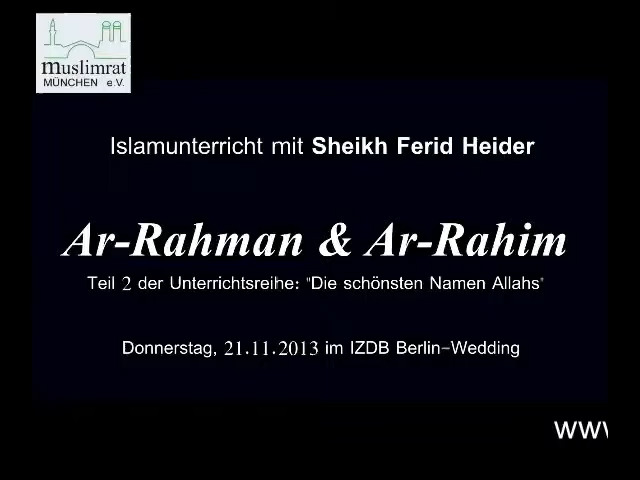 muslimrat
MÜNCHEN e.V.
Islamunterricht mit Sheikh Ferid Heider
Ar-Rahman & Ar-Rahim
Teil 2 der Unterrichtsreihe: "Die schönsten Namen Allahs"
Donnerstag, 21.11.2013 im IZDB Berlin-Wedding